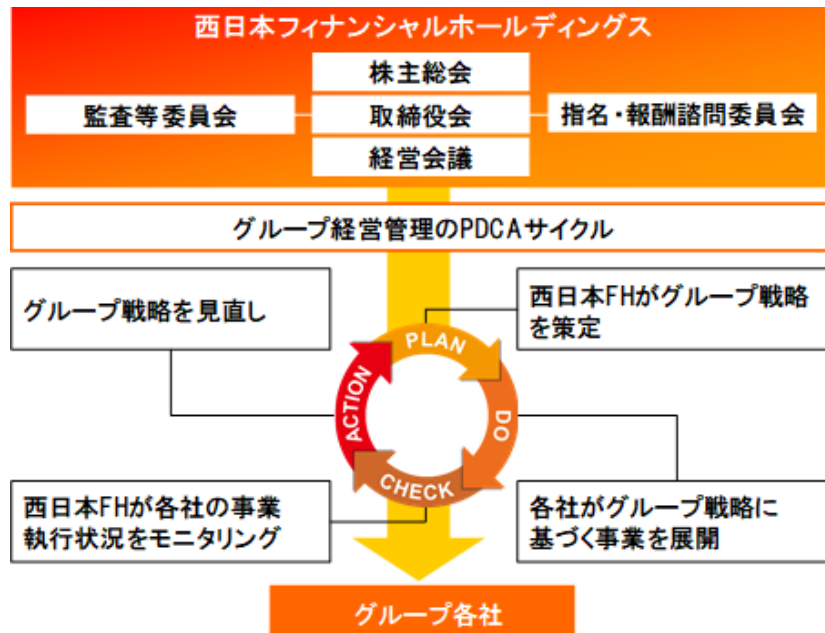 西日本フィナンシャルホールディングス
株主総会
監査等委員会
取締役会
指名・報酬諮問委員会
経営会議
グループ経営管理のPDCAサイクル
グループ戦略を見直し
西日本FHがグループ戦略
を策定
PLAN
DO
CHECK
ACTION
西日本FHが各社の事業
執行状況をモニタリング
各社がグループ戦略に
基づく事業を展開
グループ各社